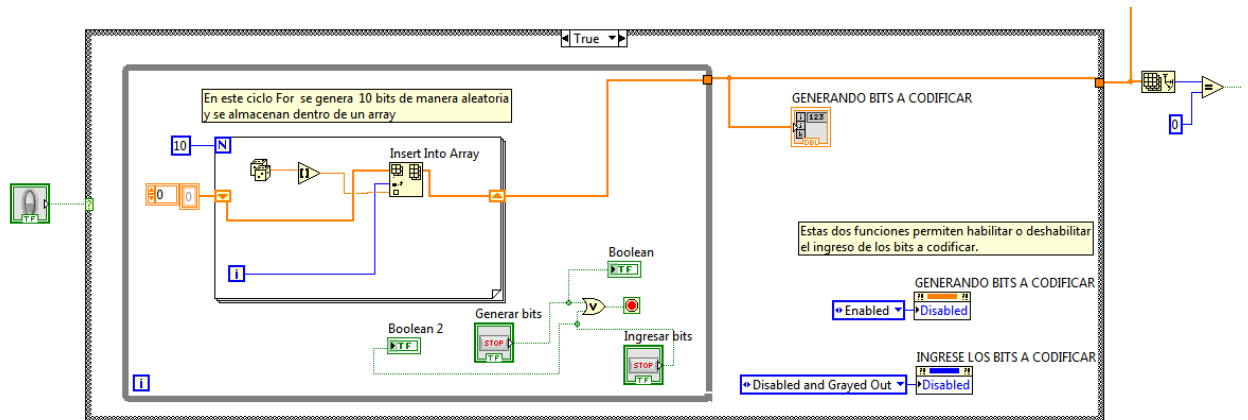 True
En este ciclo For se genera 10 bits de manera aleatoria
y se almacenan dentro de un array
GENERANDO BITS A CODIFICAR
123
DBL
10
N
Insert Into Array
0
0
0
TF
?
i
Estas dos funciones permiten habilitar o deshabilitar
el ingreso de los bits a codificar.
Boolean
TF
GENERANDO BITS A CODIFICAR
Enabled
Disabled
Generar bits
STOP
TF
V
Boolean 2
TF
Ingresar bits
STOP
TF
INGRESE LOS BITS A CODIFICAR
Disabled and Grayed Out
Disabled
i